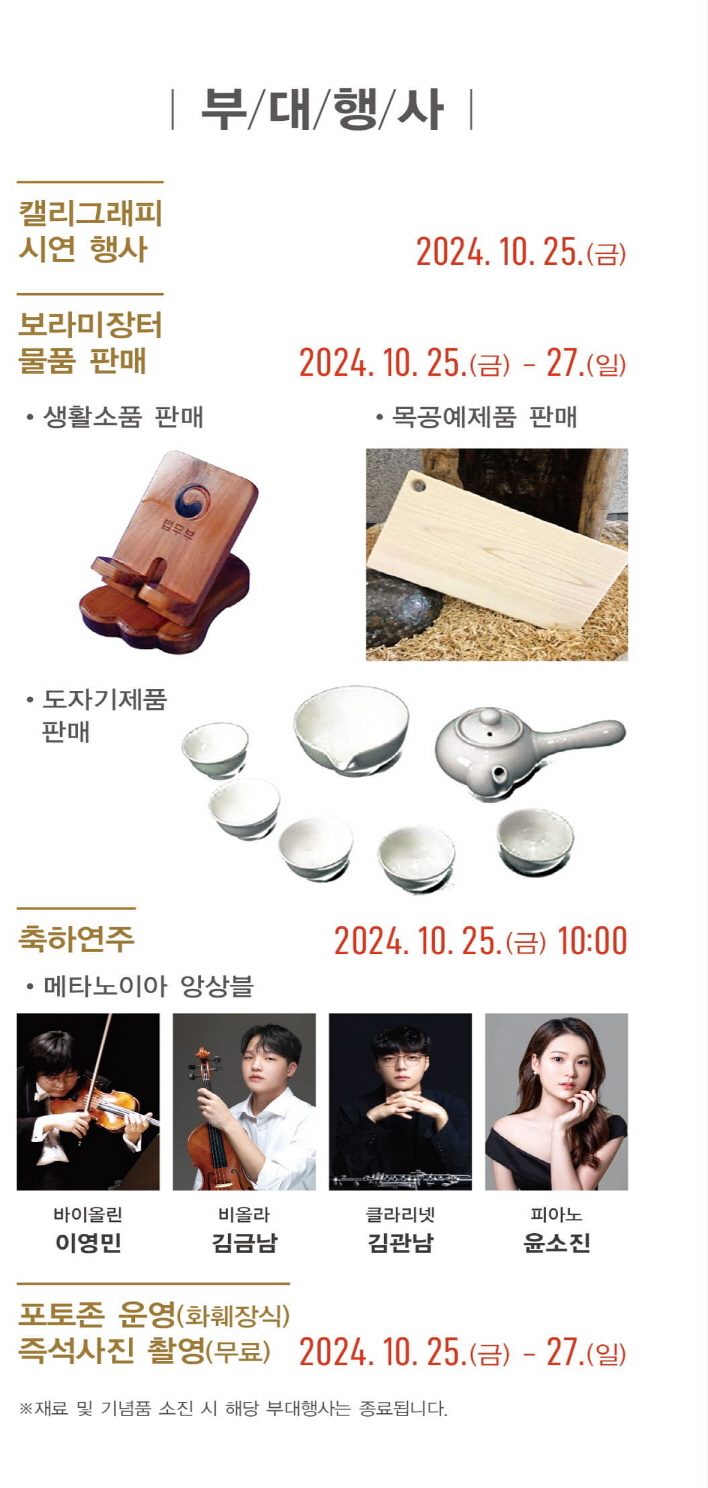 | 부/대/행/사 |
캘리그래피
시연 행사
2024. 10. 25.(금)
보라미장터
물품 판매
2024. 10. 25.(금) - 27.(일)
• 생활소품 판매
• 목공예제품 판매
법무부
• 도자기제품
판매
축하연주
2024. 10. 25.(금) 10:00
• 메타노이아 앙상블
바이올린
이영민
비올라
김금남
클라리넷
김관남
피아노
윤소진
포토존 운영(화훼장식)
즉석사진 촬영(무료)
2024. 10. 25.(금) - 27.(일)
※재료 및 기념품 소진 시 해당 부대행사는 종료됩니다.